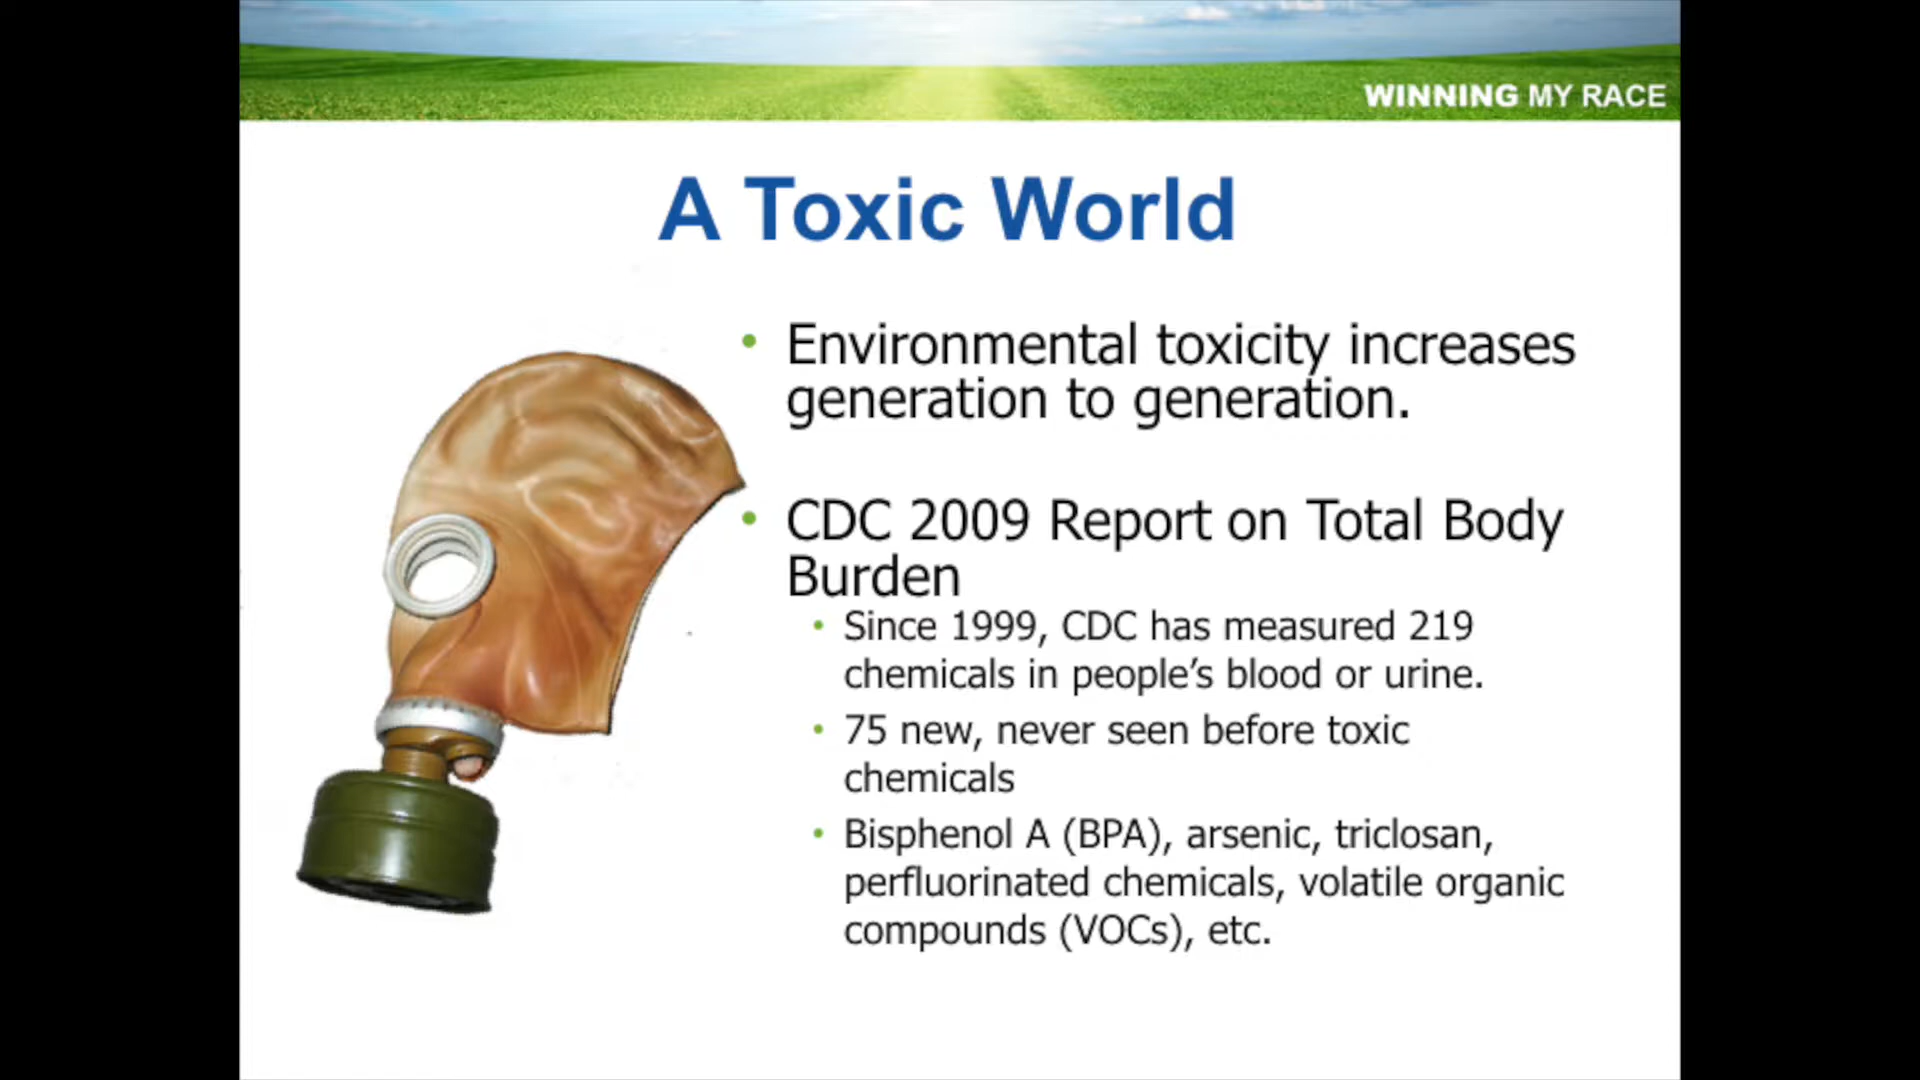 WINNING MY RACE
A Toxic World
• Environmental toxicity increases
generation to generation.
• CDC 2009 Report on Total Body
Burden
• Since 1999, CDC has measured 219
chemicals in people’s blood or urine.
• 75 new, never seen before toxic
chemicals
• Bisphenol A (BPA), arsenic, triclosan,
perfluorinated chemicals, volatile organic
compounds (VOCs), etc.